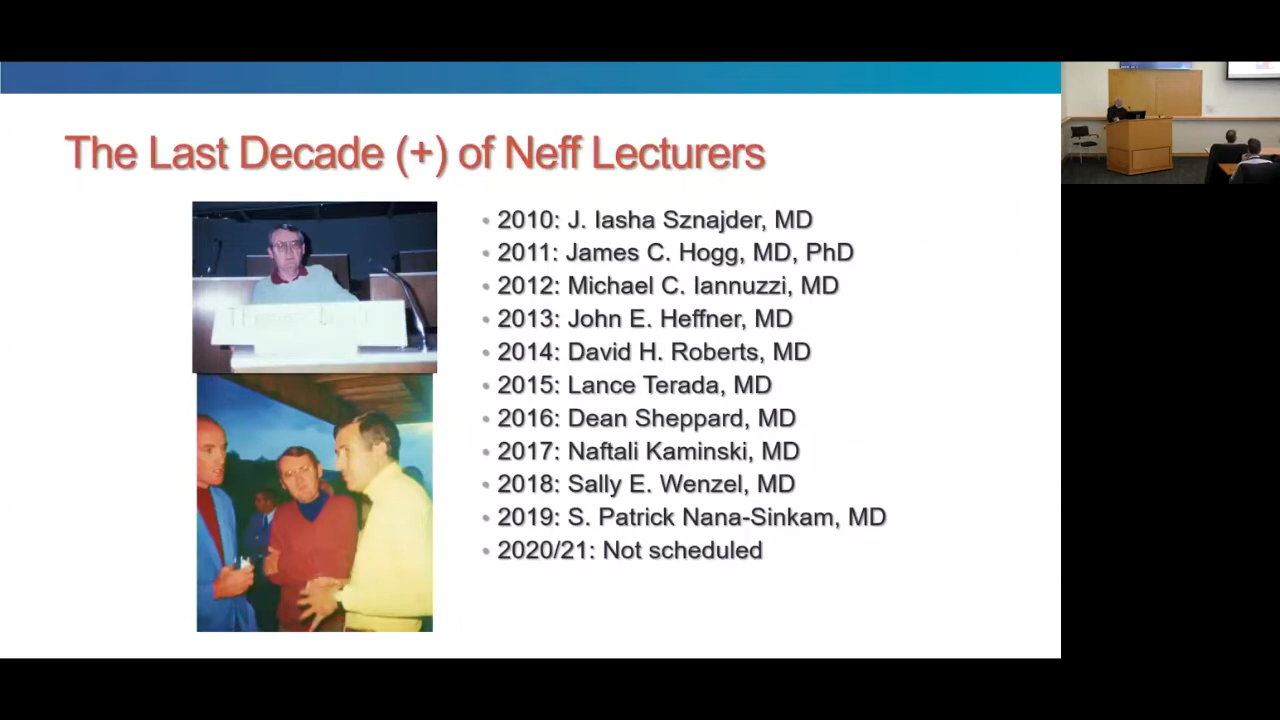 The Last Decade (+) of Neff Lecturers
• 2010: J. Iasha Sznajder, MD
• 2011: James C. Hogg, MD, PhD
• 2012: Michael C. Iannuzzi, MD
• 2013: John E. Heffner, MD
• 2014: David H. Roberts, MD
• 2015: Lance Terada, MD
• 2016: Dean Sheppard, MD
• 2017: Naftali Kaminski, MD
• 2018: Sally E. Wenzel, MD
• 2019: S. Patrick Nana-Sinkam, MD
• 2020/21: Not scheduled